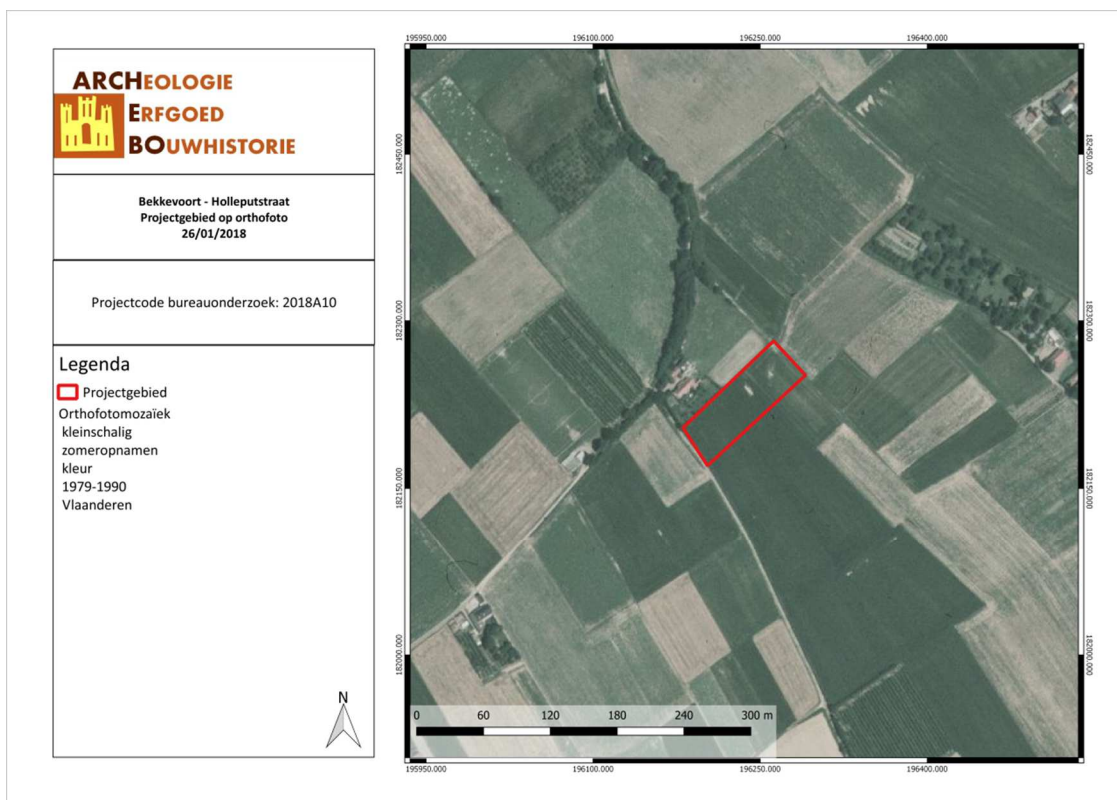 ARCHEOLOGIE
ERFGOED
BOUWHISTORIE
Bekkevoort - Holleputstraat
Projectgebied op orthofoto
26/01/2018
Projectcode bureauonderzoek: 2018A10
Legenda
Projectgebied
Orthofotomozaïek
kleinschalig
zomeropnamen
kleur
1979-1990
Vlaanderen
N
195950.000 196100.000 196250.000 196400.000
182450.000 182450.000
182300.000 182300.000
182150.000 182150.000
182000.000 182000.000
0 60 120 180 240 300 m
195950.000 196100.000 196250.000 196400.000